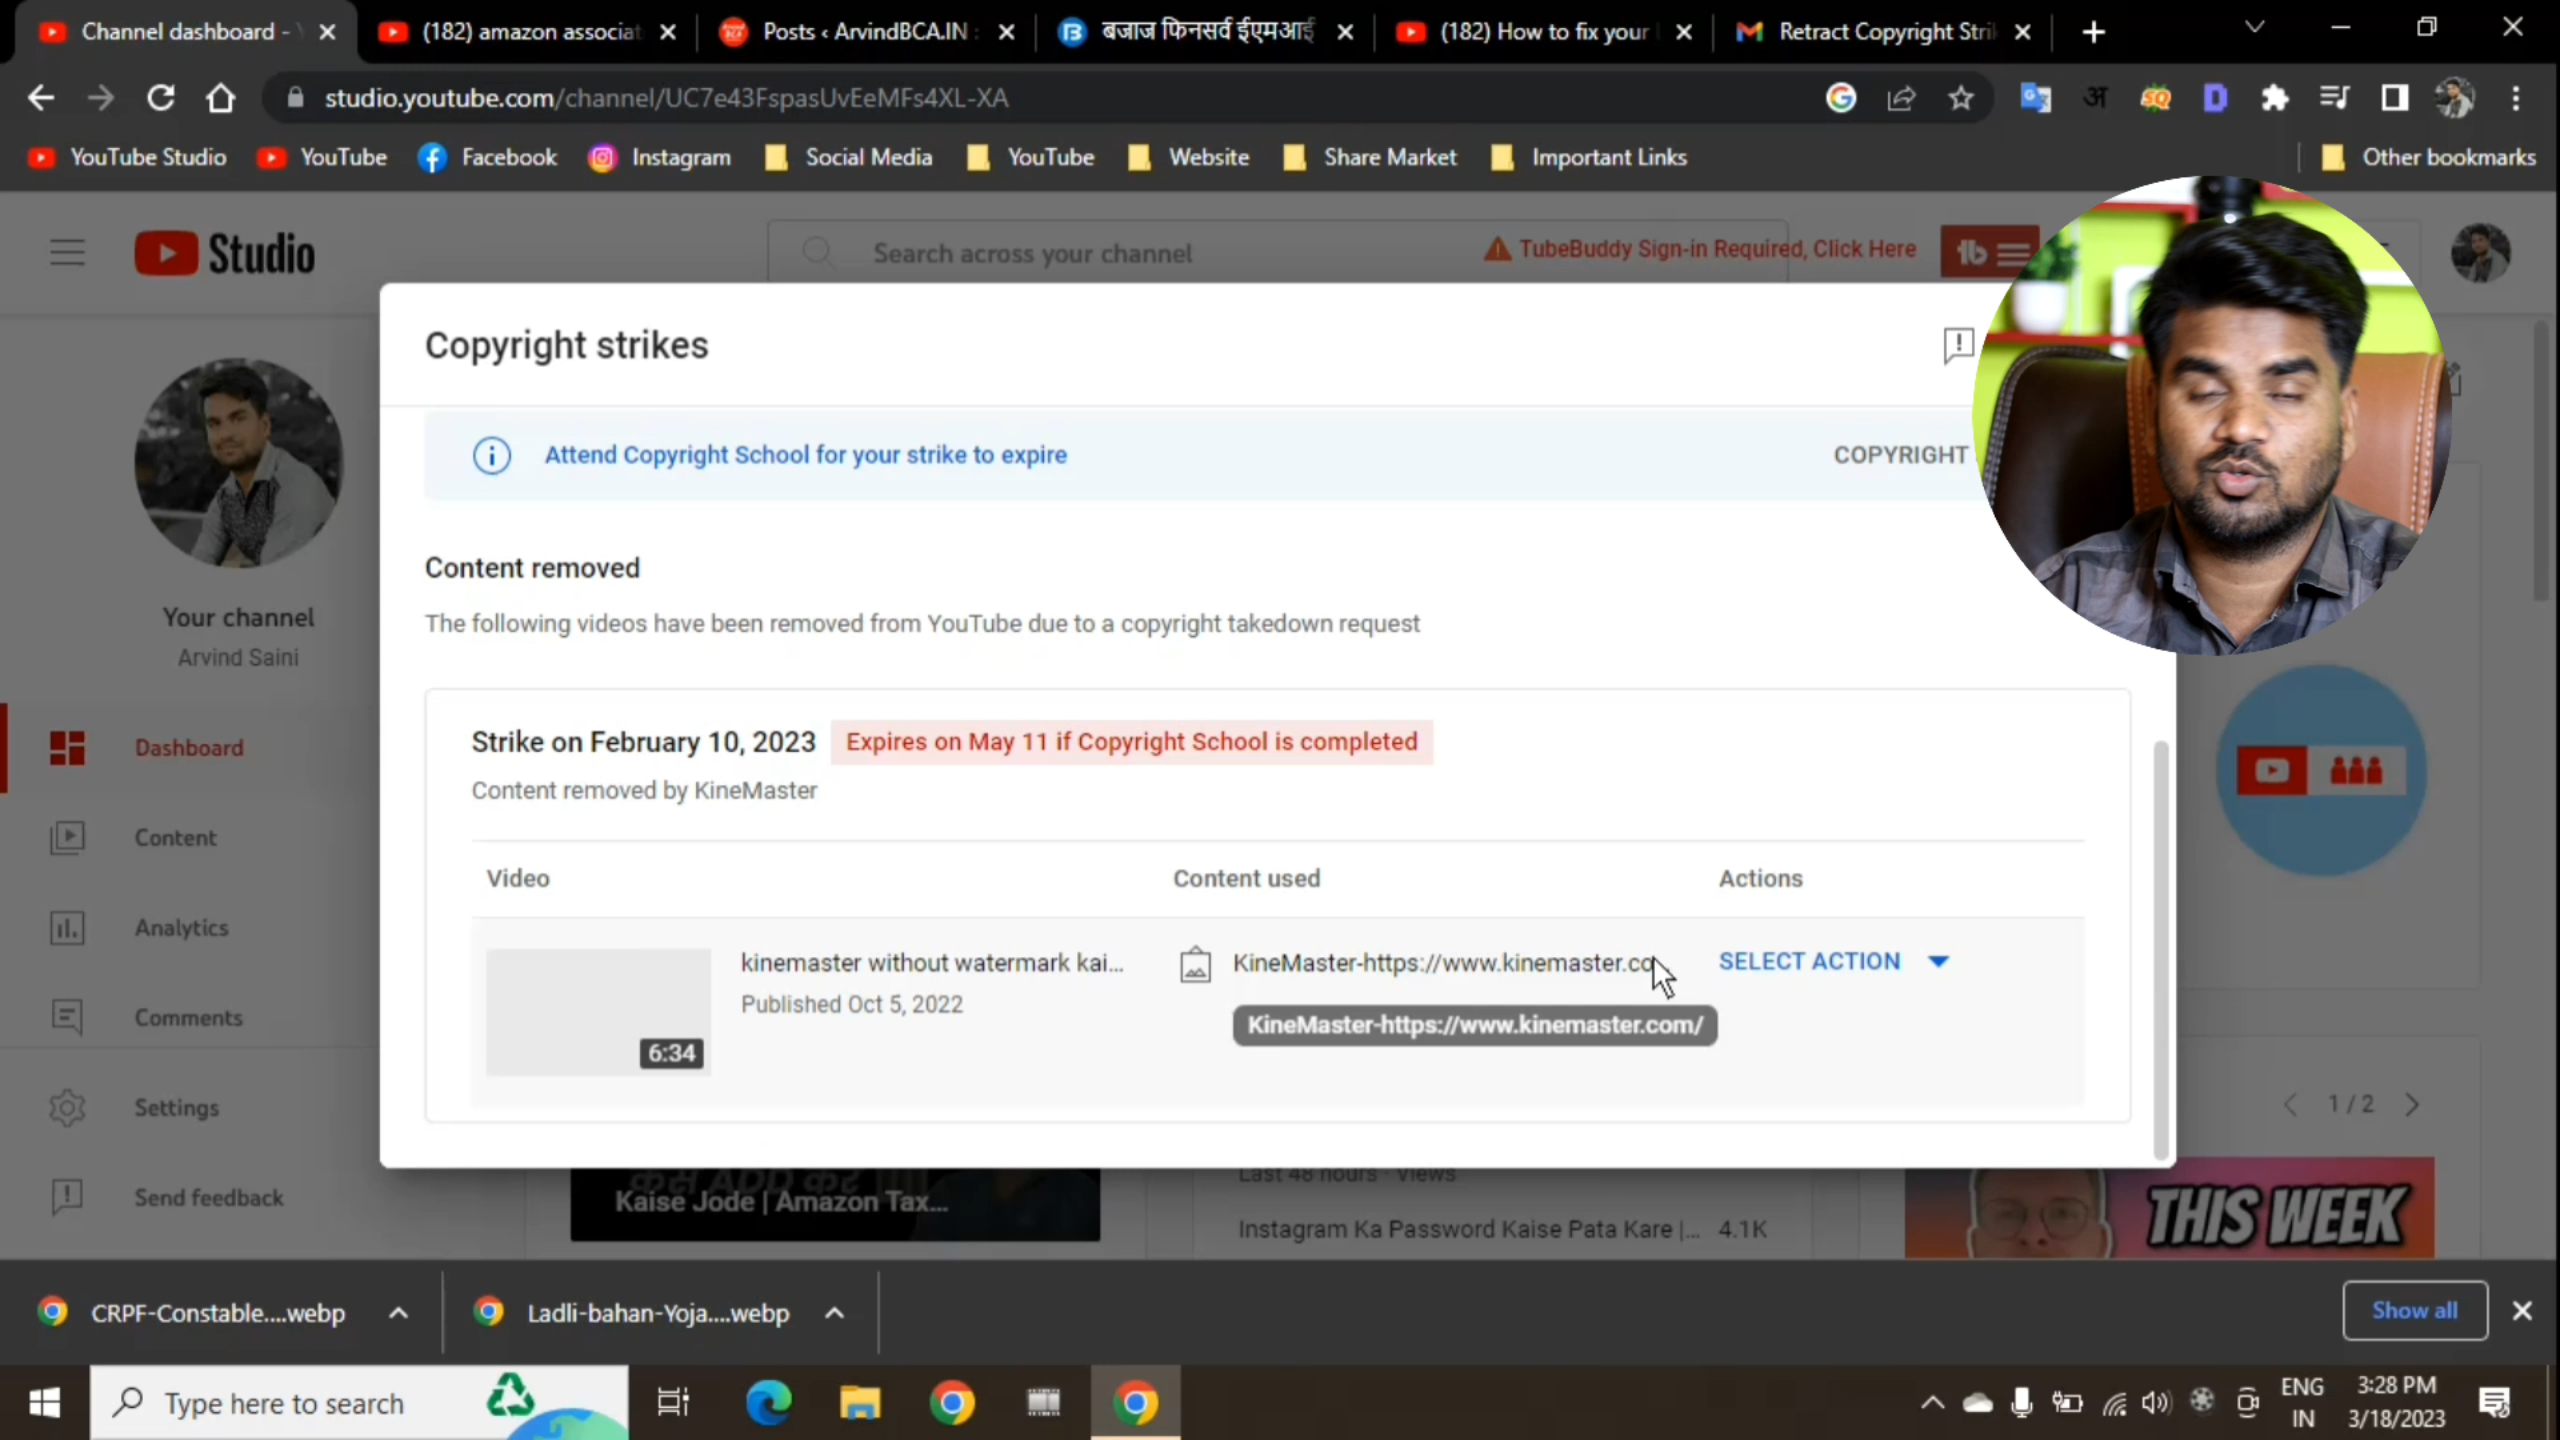 Channel dashboard -
(182) amazon associat
Posts ‹ ArvindBCA.IN
बजाज फिनसर्व ईएमआई
(182) How to fix your
Retract Copyright Stri
studio.youtube.com/channel/UC7e43FspasUvEeMFs4XL-XA
YouTube Studio
YouTube
Facebook
Instagram
Social Media
YouTube
Website
Share Market
Important Links
Other bookmarks
Studio
Search across your channel
TubeBuddy Sign-in Required, Click Here
Copyright strikes
Attend Copyright School for your strike to expire
COPYRIGHT
Content removed
The following videos have been removed from YouTube due to a copyright takedown request
Your channel
Arvind Saini
Strike on February 10, 2023
Expires on May 11 if Copyright School is completed
Content removed by KineMaster
Dashboard
Content
Analytics
Comments
Settings
Send feedback
Video
Content used
Actions
kinemaster without watermark kai...
Published Oct 5, 2022
6:34
KineMaster-https://www.kinemaster.co
SELECT ACTION
KineMaster-https://www.kinemaster.com/
1 / 2
Kaise Jode | Amazon Tax...
Last 48 hours · Views
Instagram Ka Password Kaise Pata Kare |... 4.1K
THIS WEEK
CRPF-Constable....webp
Ladli-bahan-Yoja....webp
Show all
Type here to search
ENG
IN
3:28 PM
3/18/2023